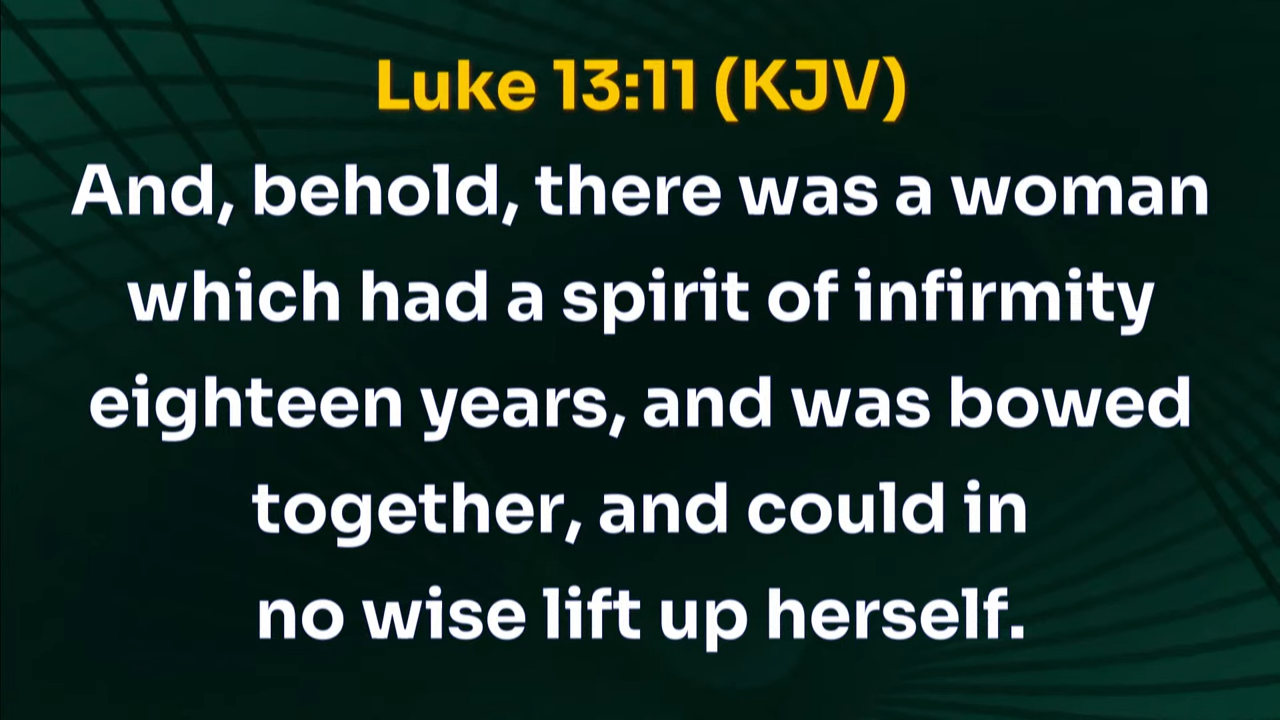 Luke 13:11 (KJV)
And, behold, there was a woman
which had a spirit of infirmity
eighteen years, and was bowed
together, and could in
no wise lift up herself.